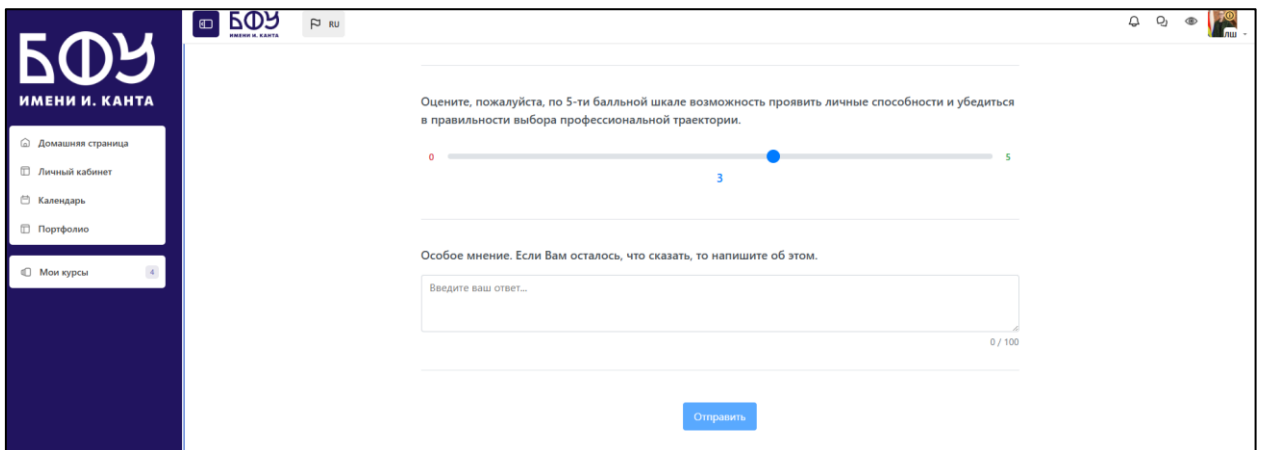 БФУ
ИМЕНИ И. КАНТА
Домашняя страница
Личный кабинет
Календарь
Портфолио
Мои курсы 4
БФУ
ИМЕНИ И. КАНТА
RU
ЛШ
Оцените, пожалуйста, по 5-ти балльной шкале возможность проявить личные способности и убедиться
в правильности выбора профессиональной траектории.
0 5
3
Особое мнение. Если Вам осталось, что сказать, то напишите об этом.
Введите ваш ответ...
0 / 100
Отправить